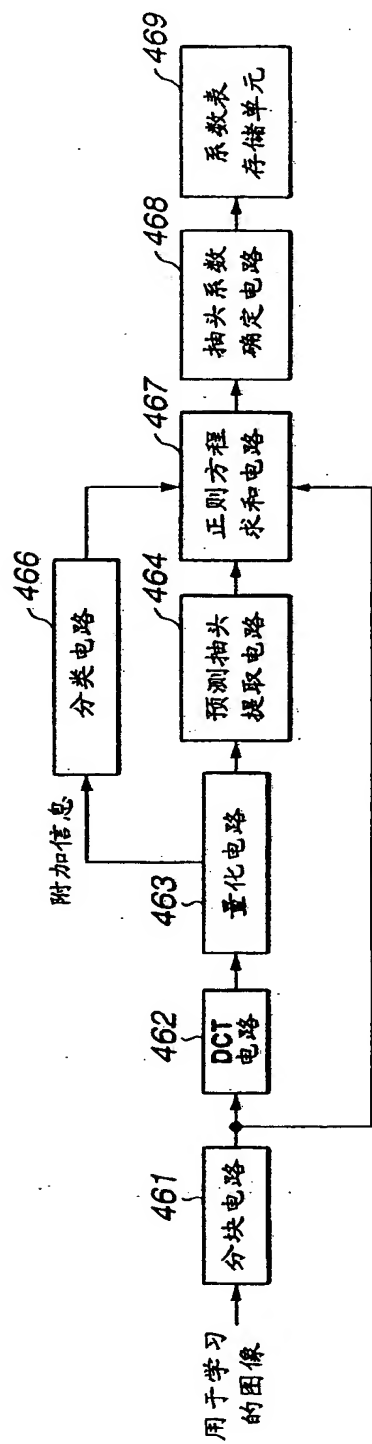 用于学习
的图像
461
分块电路
462
DCT
电路
463
量化电路
附加信息
466
分类电路
464
预测抽头
提取电路
467
正则方程
求和电路
468
抽头系数
确定电路
469
系数表
存储单元